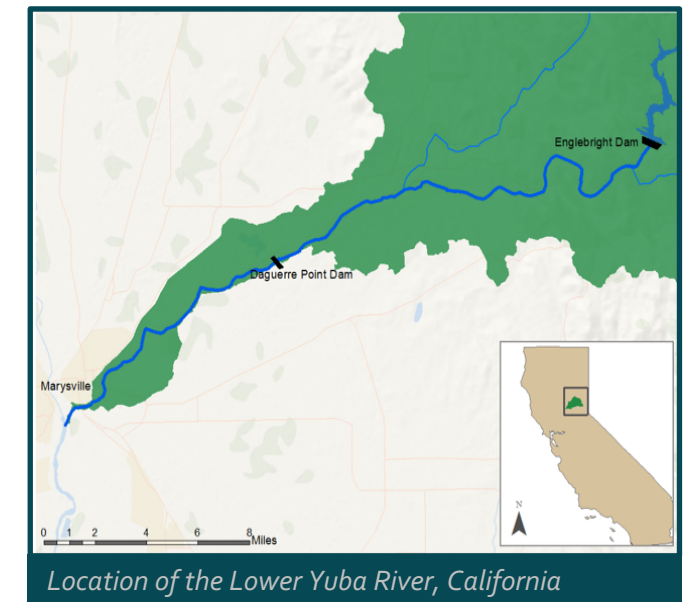 Englebright Dam
Daguerre Point Dam
Marysville
N
0 1 2 4 6 8 Miles
Location of the Lower Yuba River, California